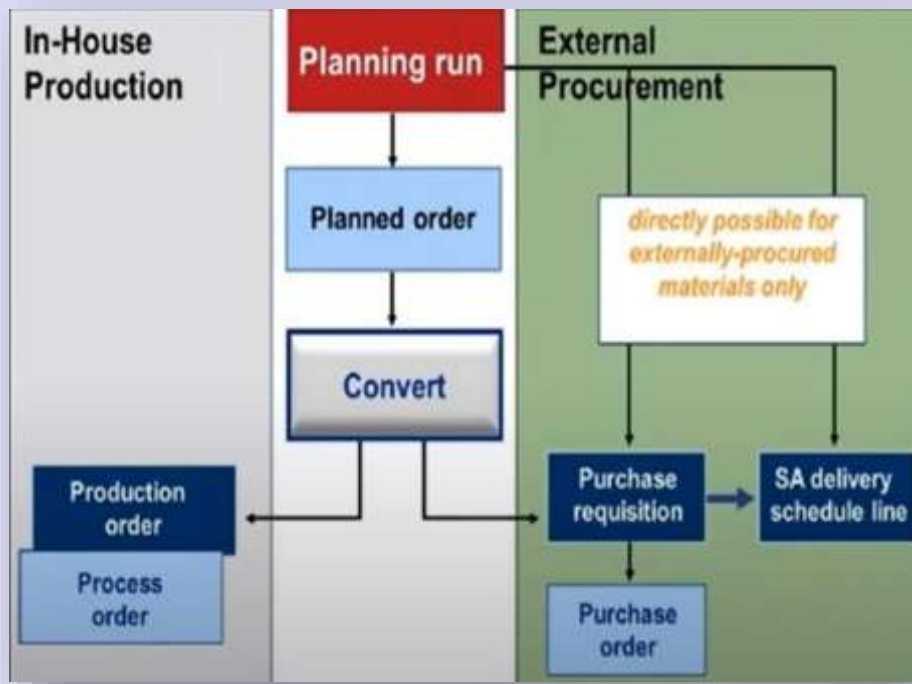 In-House
Production
Planning run
External
Procurement
Planned order
directly possible for
externally-procured
materials only
Convert
Production
order
Process
order
Purchase
requisition
SA delivery
schedule line
Purchase
order